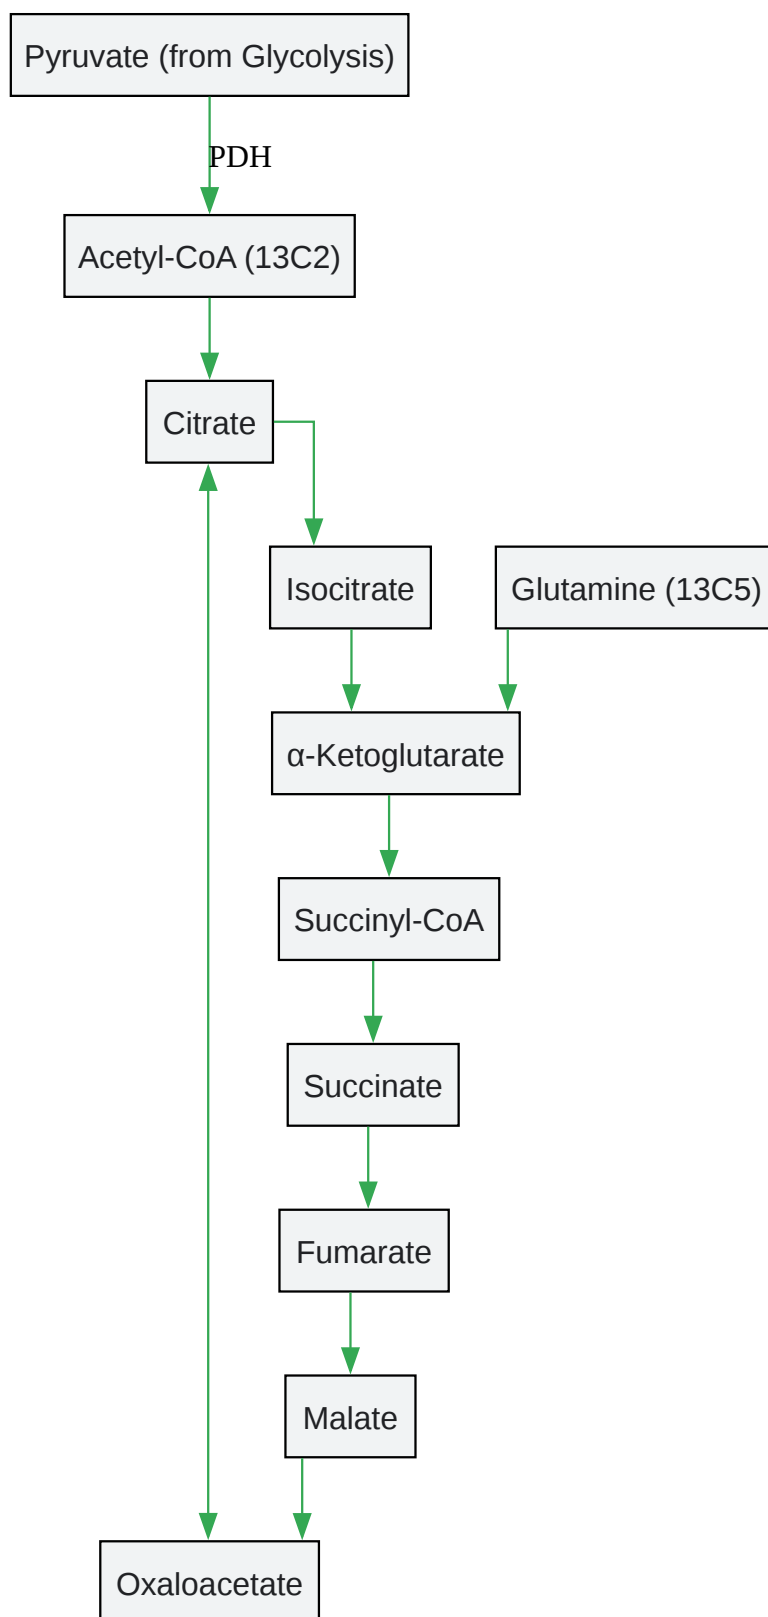 Pyruvate (from Glycolysis)
PDH
Acetyl-CoA (13C2)
Citrate
Isocitrate
Glutamine (13C5)
α-Ketoglutarate
Succinyl-CoA
Succinate
Fumarate
Malate
Oxaloacetate